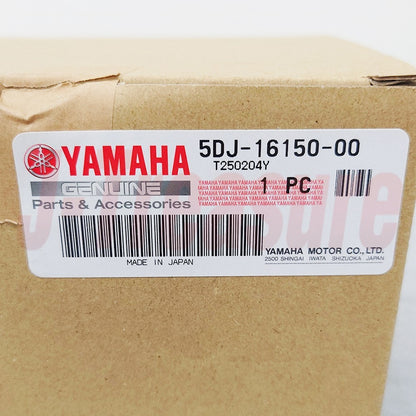 YAMAHA
GENUINE
Parts & Accessories
5DJ-16150-00
T250204Y
1 PC
MADE IN JAPAN
YAMAHA MOTOR CO., LTD.
2500 SHINGAI IWATA SHIZUOKA JAPAN